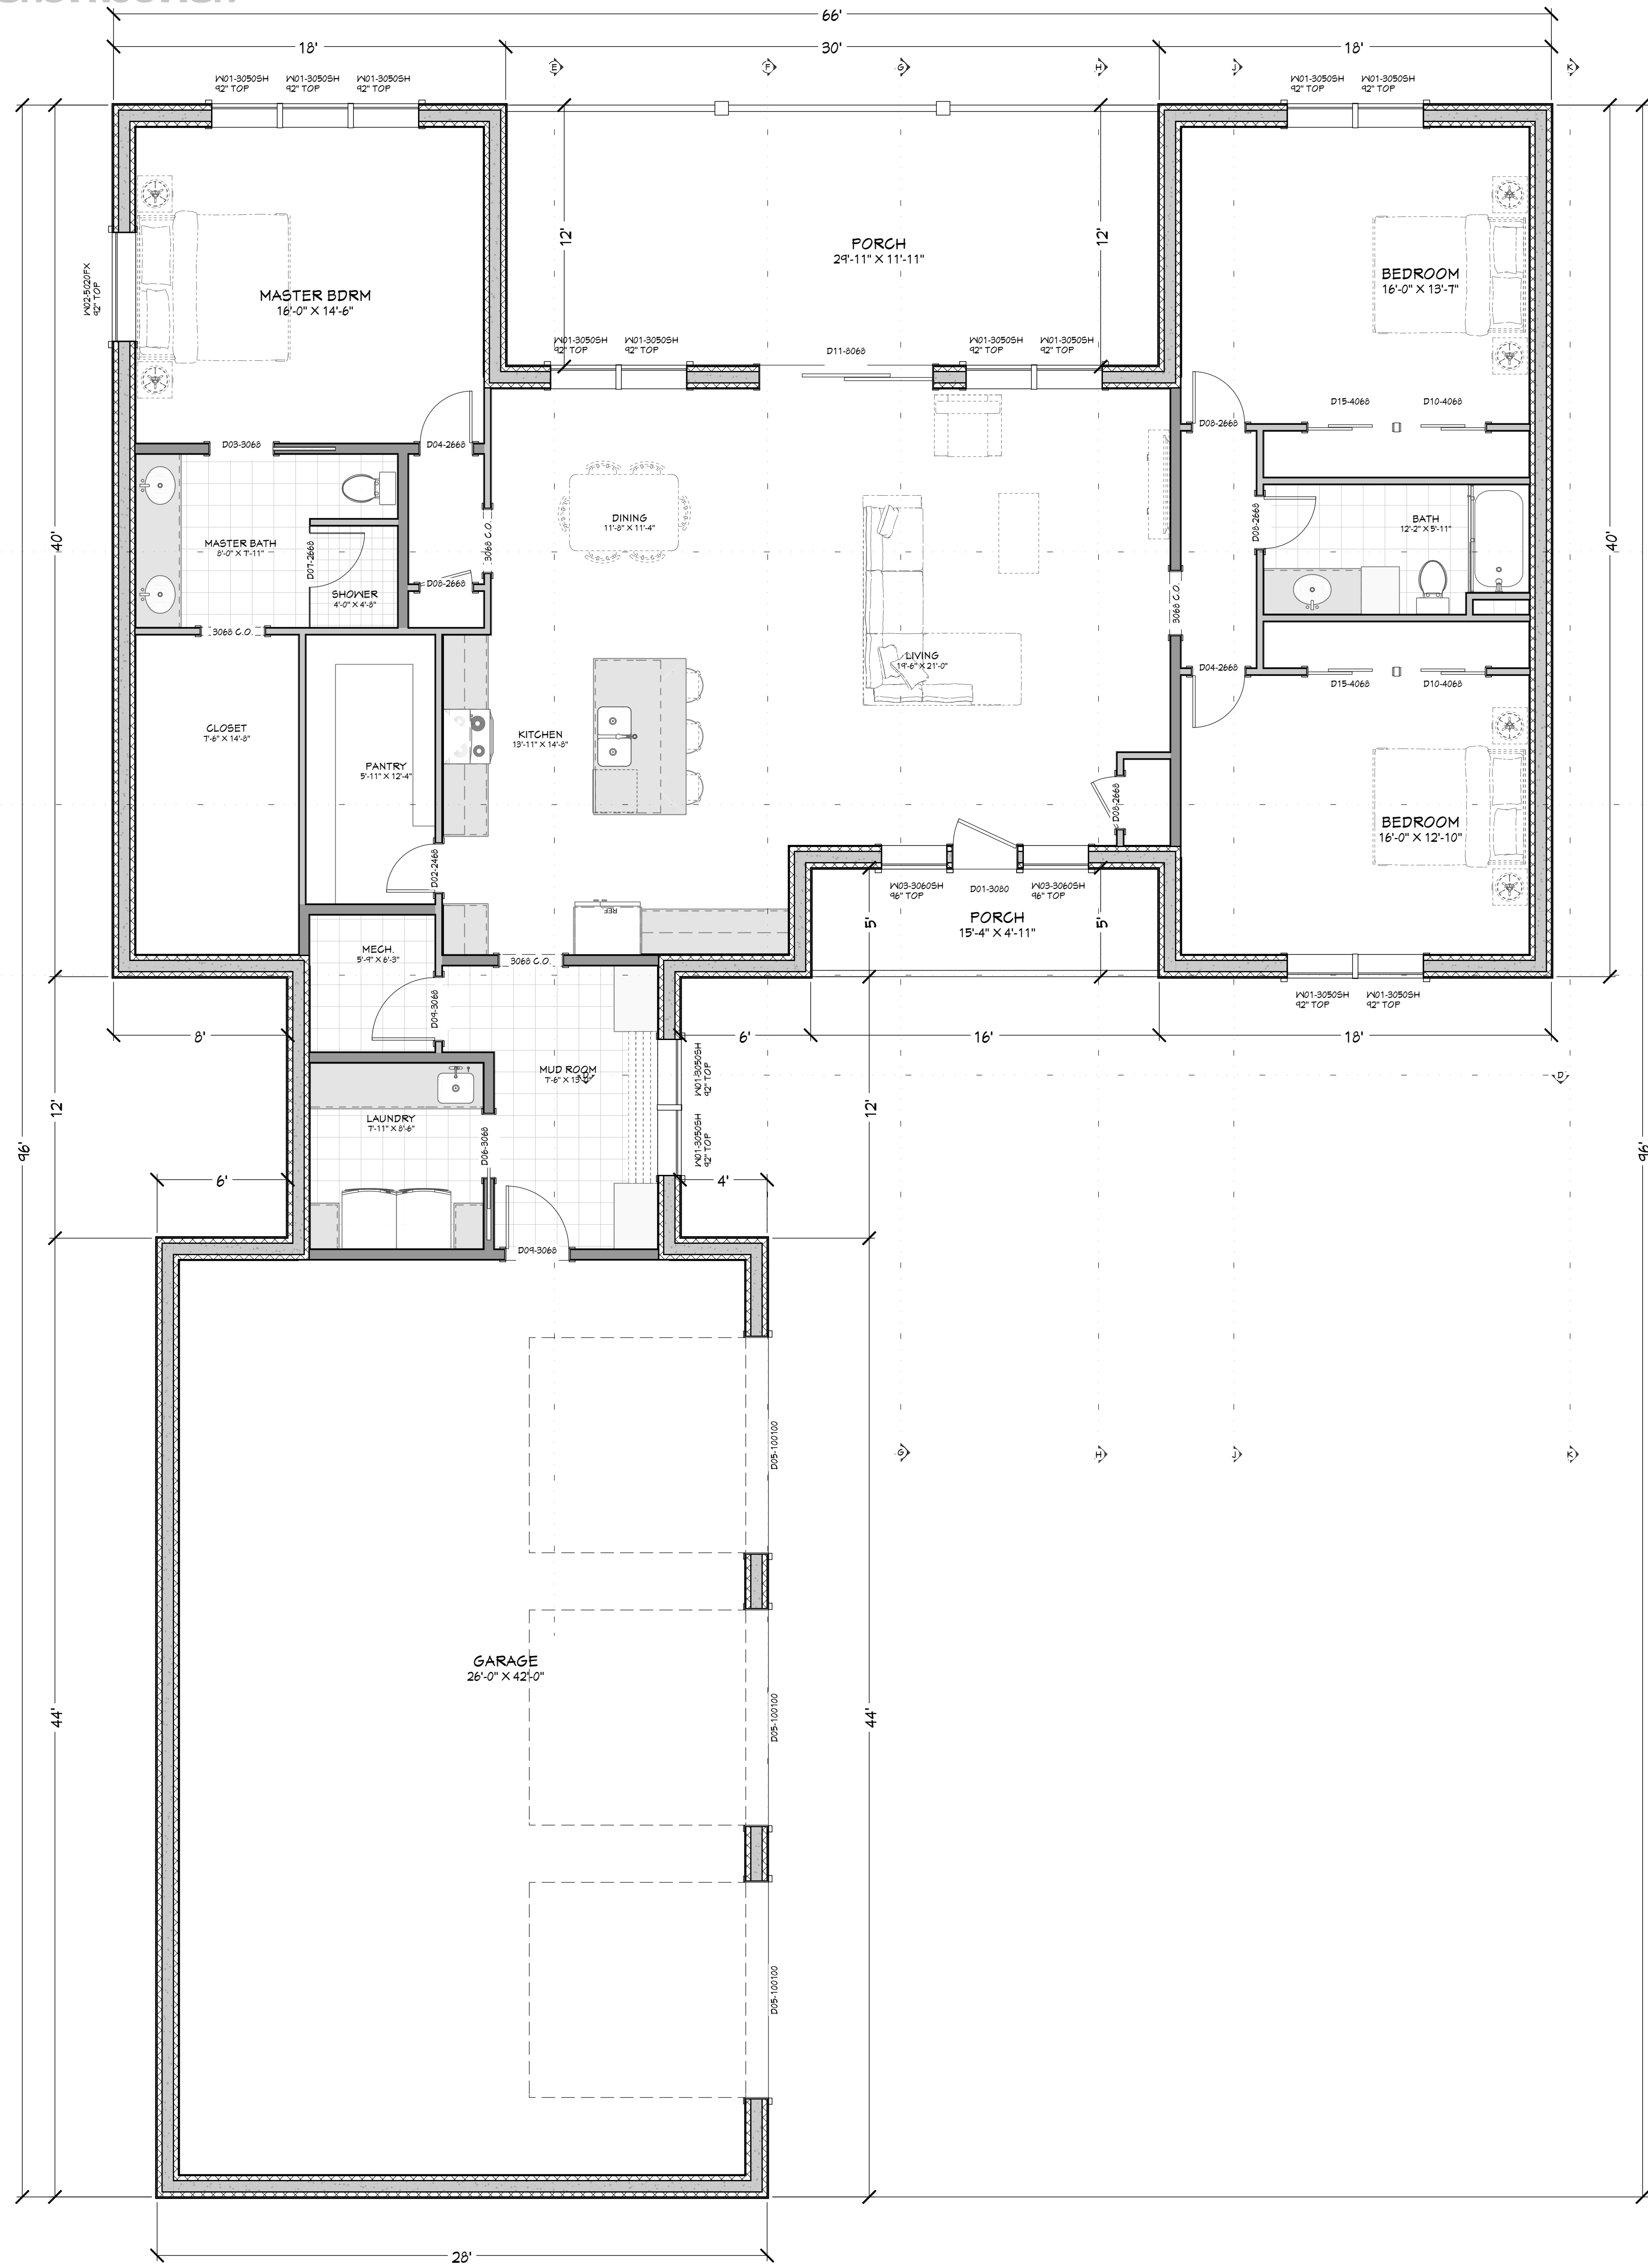 66'
18'
30'
18'
E
F
G
H
J
K
W01-3050SH
92" TOP
W01-3050SH
92" TOP
W01-3050SH
92" TOP
W01-3050SH
92" TOP
W01-3050SH
92" TOP
12'
12'
PORCH
29'-11" X 11'-11"
MASTER BDRM
16'-0" X 14'-6"
W02-5020FX
92" TOP
BEDROOM
16'-0" X 13'-7"
W01-3050SH
92" TOP
W01-3050SH
92" TOP
D11-8068
W01-3050SH
92" TOP
W01-3050SH
92" TOP
D15-4068
D10-4068
D08-2668
D03-3068
D04-2668
DINING
11'-8" X 11'-4"
3068 C.O.
BATH
12'-2" X 5'-11"
D08-2668
MASTER BATH
8'-0" X 7'-11"
D07-2668
SHOWER
4'-0" X 4'-8"
D08-2668
40'
40'
3068 C.O.
3068 C.O.
LIVING
19'-6" X 21'-0"
D04-2668
D15-4068
D10-4068
CLOSET
7'-6" X 14'-8"
PANTRY
5'-11" X 12'-4"
KITCHEN
13'-11" X 14'-8"
D08-2668
BEDROOM
16'-0" X 12'-10"
D02-2468
W03-3060SH
96" TOP
D01-3080
W03-3060SH
96" TOP
REF
PORCH
15'-4" X 4'-11"
5'
5'
MECH.
5'-9" X 6'-3"
3068 C.O.
D09-3068
W01-3050SH
92" TOP
W01-3050SH
92" TOP
8'
6'
16'
18'
MUD ROOM
7'-6" X
D
W01-3050SH
92" TOP
W01-3050SH
92" TOP
LAUNDRY
7'-11" X 8'-6"
D06-3068
12'
12'
96'
96'
6'
4'
D09-3068
D05-100100
G
H
J
K
GARAGE
26'-0" X 42'-0"
44'
44'
D05-100100
D05-100100
28'